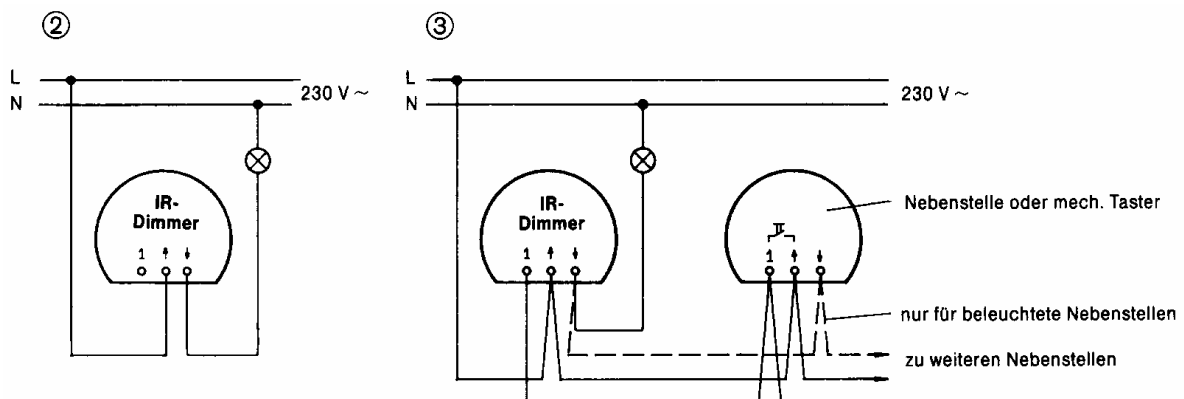 ②
L
N
230 V ~
IR-
Dimmer
1 ↑ ↓
③
L
N
230 V ~
IR-
Dimmer
1 ↑ ↓
1 ↑ ↓
Nebenstelle oder mech. Taster
nur für beleuchtete Nebenstellen
zu weiteren Nebenstellen